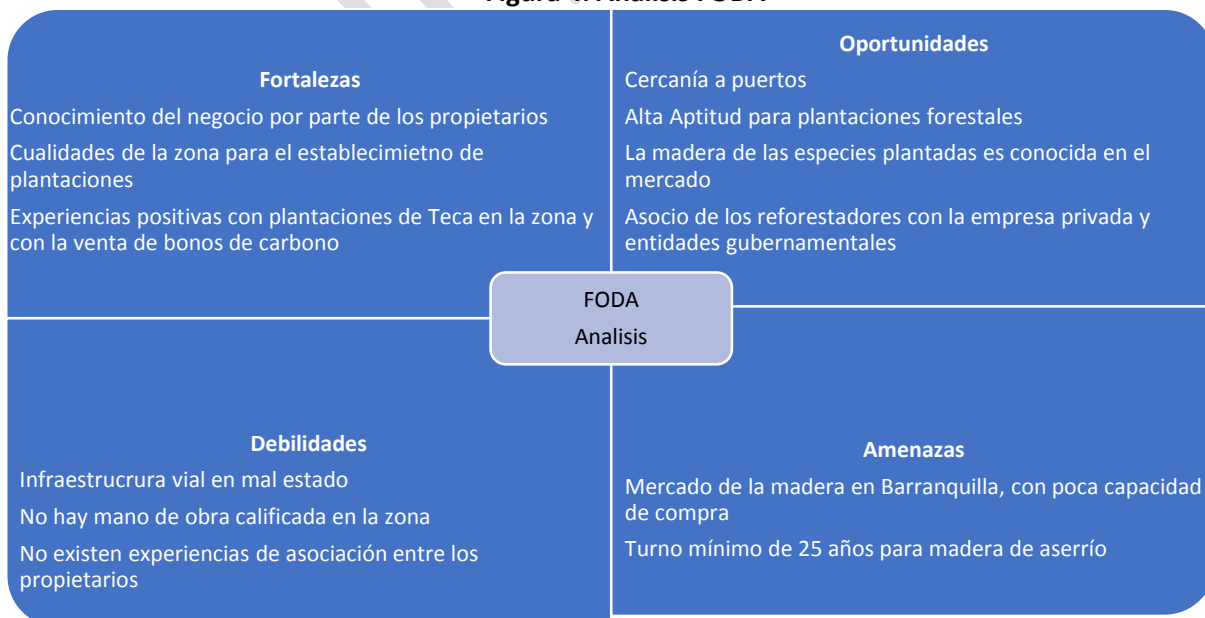 Fortalezas
Conocimiento del negocio por parte de los propietarios
Cualidades de la zona para el establecimietno de
plantaciones
Experiencias positivas con plantaciones de Teca en la zona y
con la venta de bonos de carbono
Oportunidades
Cercanía a puertos
Alta Aptitud para plantaciones forestales
La madera de las especies plantadas es conocida en el
mercado
Asocio de los reforestadores con la empresa privada y
entidades gubernamentales
FODA
Analisis
Debilidades
Infraestrucrura vial en mal estado
No hay mano de obra calificada en la zona
No existen experiencias de asociación entre los
propietarios
Amenazas
Mercado de la madera en Barranquilla, con poca capacidad
de compra
Turno mínimo de 25 años para madera de aserrío